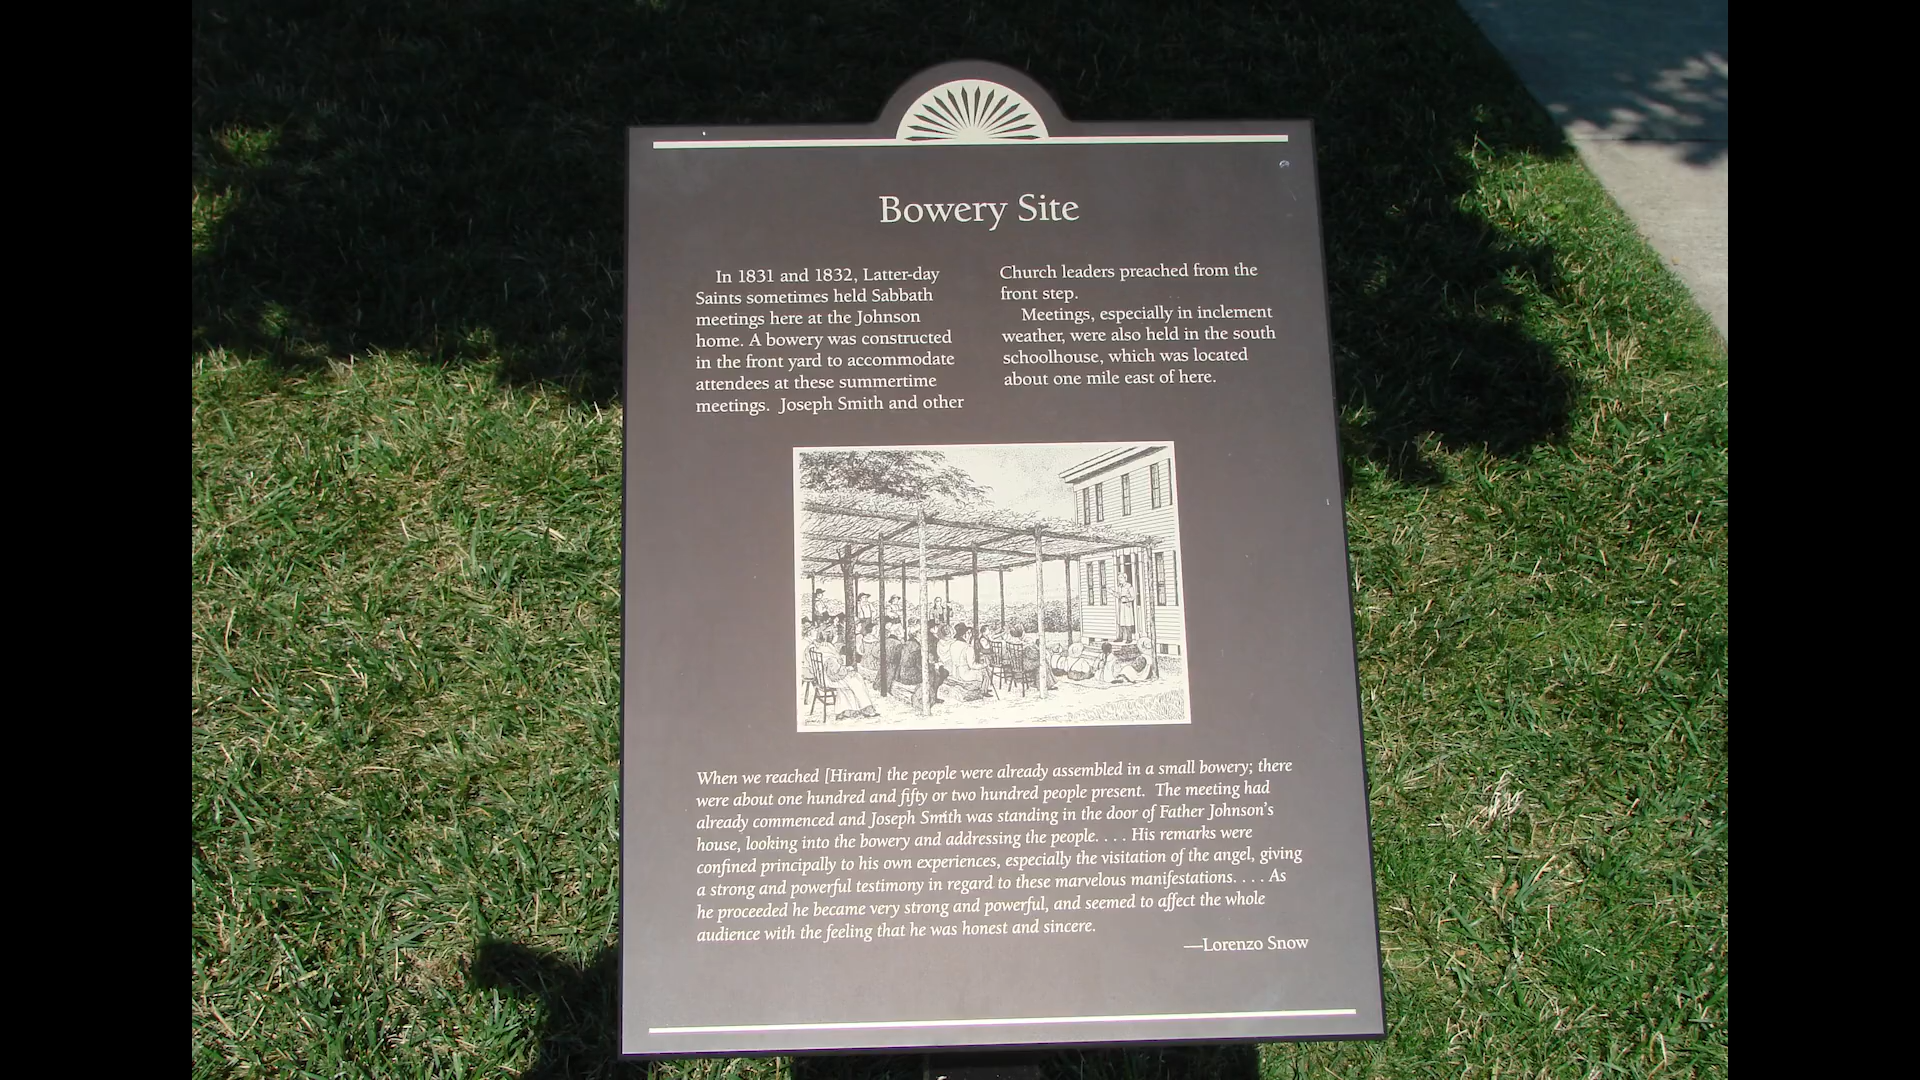 Bowery Site
In 1831 and 1832, Latter-day
Saints sometimes held Sabbath
meetings here at the Johnson
home. A bowery was constructed
in the front yard to accommodate
attendees at these summertime
meetings.  Joseph Smith and other
Church leaders preached from the
front step.
Meetings, especially in inclement
weather, were also held in the south
schoolhouse, which was located
about one mile east of here.
When we reached [Hiram] the people were already assembled in a small bowery; there
were about one hundred and fifty or two hundred people present.  The meeting had
already commenced and Joseph Smith was standing in the door of Father Johnson's
house, looking into the bowery and addressing the people. . . . His remarks were
confined principally to his own experiences, especially the visitation of the angel, giving
a strong and powerful testimony in regard to these marvelous manifestations. . . . As
he proceeded he became very strong and powerful, and seemed to affect the whole
audience with the feeling that he was honest and sincere.
—Lorenzo Snow